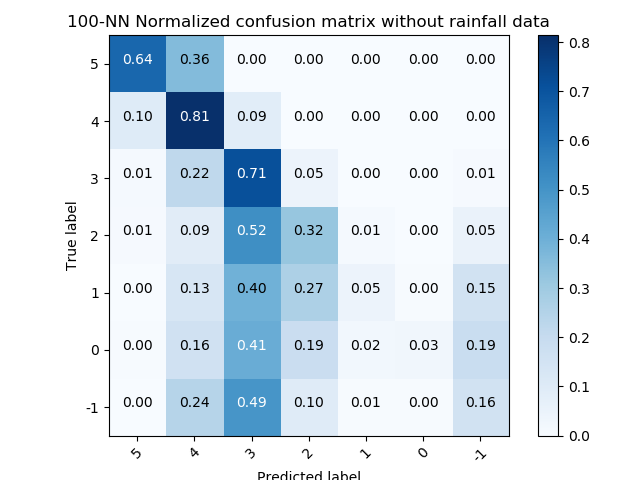 100-NN Normalized confusion matrix without rainfall data
5 0.64 0.36 0.00 0.00 0.00 0.00 0.00
4 0.10 0.81 0.09 0.00 0.00 0.00 0.00
3 0.01 0.22 0.71 0.05 0.00 0.00 0.01
2 0.01 0.09 0.52 0.32 0.01 0.00 0.05
1 0.00 0.13 0.40 0.27 0.05 0.00 0.15
0 0.00 0.16 0.41 0.19 0.02 0.03 0.19
-1 0.00 0.24 0.49 0.10 0.01 0.00 0.16
5 4 3 2 1 0 -1
True label
Predicted label
0.8
0.7
0.6
0.5
0.4
0.3
0.2
0.1
0.0